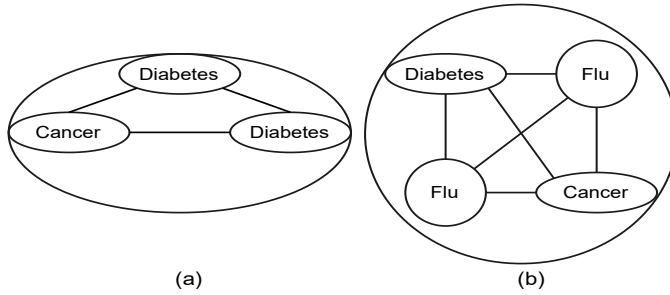 Diabetes
Cancer
Diabetes
(a)
Diabetes
Flu
Flu
Cancer
(b)